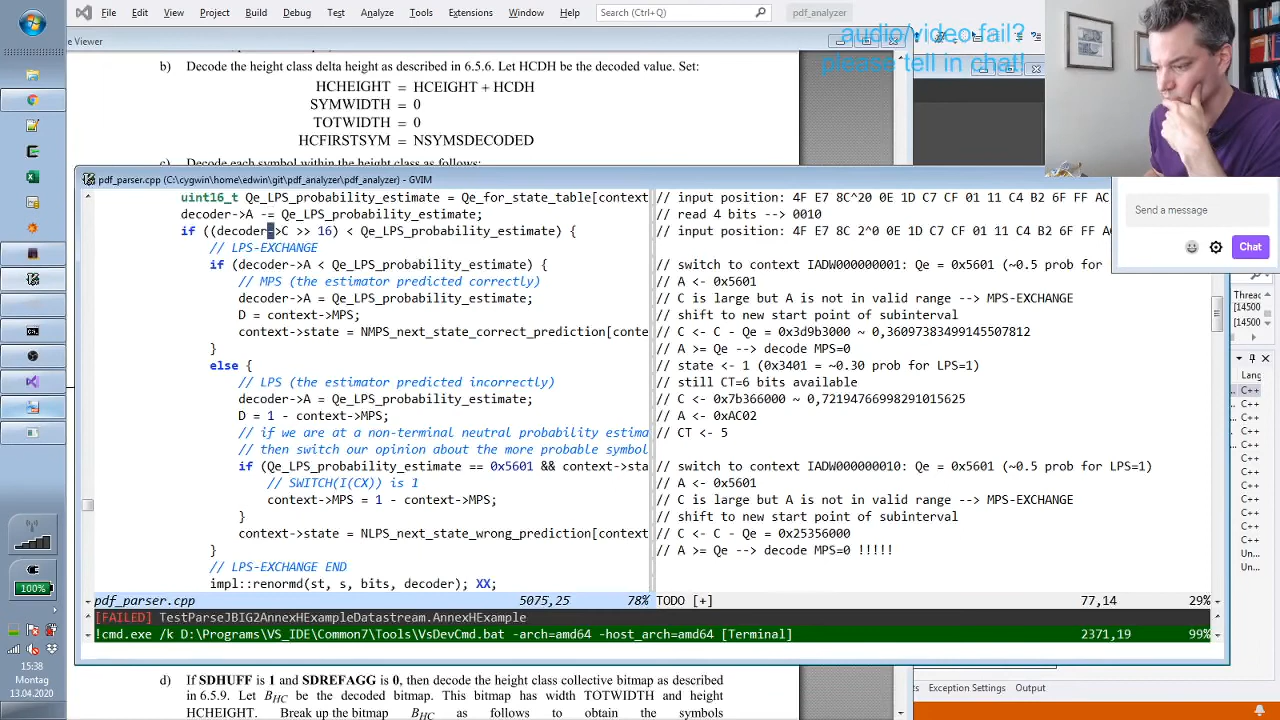 File Edit View Project Build Debug Test Analyze Tools Extensions Window Help Search (Ctrl+Q) pdf_analyzer
e Viewer
audio/video fail?
please tell in chat!
b) Decode the height class delta height as described in 6.5.6. Let HCDH be the decoded value. Set:
HCHEIGHT = HCEIGHT + HCDH
SYMWIDTH = 0
TOTWIDTH = 0
HCFIRSTSYM = NSYMSDECODED
c) Decode each symbol within the height class as follows:
pdf_parser.cpp (C:\cygwin\home\edwin\git\pdf_analyzer\pdf_analyzer) - GVIM
uint16_t Qe_LPS_probability_estimate = Qe_for_state_table[context
decoder->A -= Qe_LPS_probability_estimate;
if ((decoder->C >> 16) < Qe_LPS_probability_estimate) {
// LPS-EXCHANGE
if (decoder->A < Qe_LPS_probability_estimate) {
// MPS (the estimator predicted correctly)
decoder->A = Qe_LPS_probability_estimate;
D = context->MPS;
context->state = NMPS_next_state_correct_prediction[conte
}
else {
// LPS (the estimator predicted incorrectly)
decoder->A = Qe_LPS_probability_estimate;
D = 1 - context->MPS;
// if we are at a non-terminal neutral probability estima
// then switch our opinion about the more probable symbol
if (Qe_LPS_probability_estimate == 0x5601 && context->sta
// SWITCH(I(CX)) is 1
context->MPS = 1 - context->MPS;
}
context->state = NLPS_next_state_wrong_prediction[context
}
// LPS-EXCHANGE END
impl::renormd(st, s, bits, decoder); XX;
pdf_parser.cpp 5075,25 78%
// input position: 4F E7 8C^20 0E 1D C7 CF 01 11 C4 B2 6F FF AC
// read 4 bits --> 0010
// input position: 4F E7 8C 2^0 0E 1D C7 CF 01 11 C4 B2 6F FF A
// switch to context IADW000000001: Qe = 0x5601 (~0.5 prob for L
// A <- 0x5601
// C is large but A is not in valid range --> MPS-EXCHANGE
// shift to new start point of subinterval
// C <- C - Qe = 0x3d9b3000 ~ 0,36097383499145507812
// A >= Qe --> decode MPS=0
// state <- 1 (0x3401 = ~0.30 prob for LPS=1)
// still CT=6 bits available
// C <- 0x7b366000 ~ 0,72194766998291015625
// A <- 0xAC02
// CT <- 5
// switch to context IADW000000010: Qe = 0x5601 (~0.5 prob for LPS=1)
// A <- 0x5601
// C is large but A is not in valid range --> MPS-EXCHANGE
// shift to new start point of subinterval
// C <- C - Qe = 0x25356000
// A >= Qe --> decode MPS=0 !!!!!
TODO [+] 77,14 29%
[FAILED] TestParseJBIG2AnnexHExampleDatastream.AnnexHExample
!cmd.exe /k D:\Programs\VS_IDE\Common7\Tools\VsDevCmd.bat -arch=amd64 -host_arch=amd64 [Terminal] 2371,19 99%
d) If SDHUFF is 1 and SDREFAGG is 0, then decode the height class collective bitmap as described
in 6.5.9. Let BHC be the decoded bitmap. This bitmap has width TOTWIDTH and height
HCHEIGHT. Break up the bitmap BHC as follows to obtain the symbols
Send a message
Chat
Threa
[14500
[14500
Lang
C++
C++
C++
C++
C++
C++
C++
C++
C++
C++
C++
Un...
Un...
Exception Settings Output
100%
15:38
Montag
13.04.2020